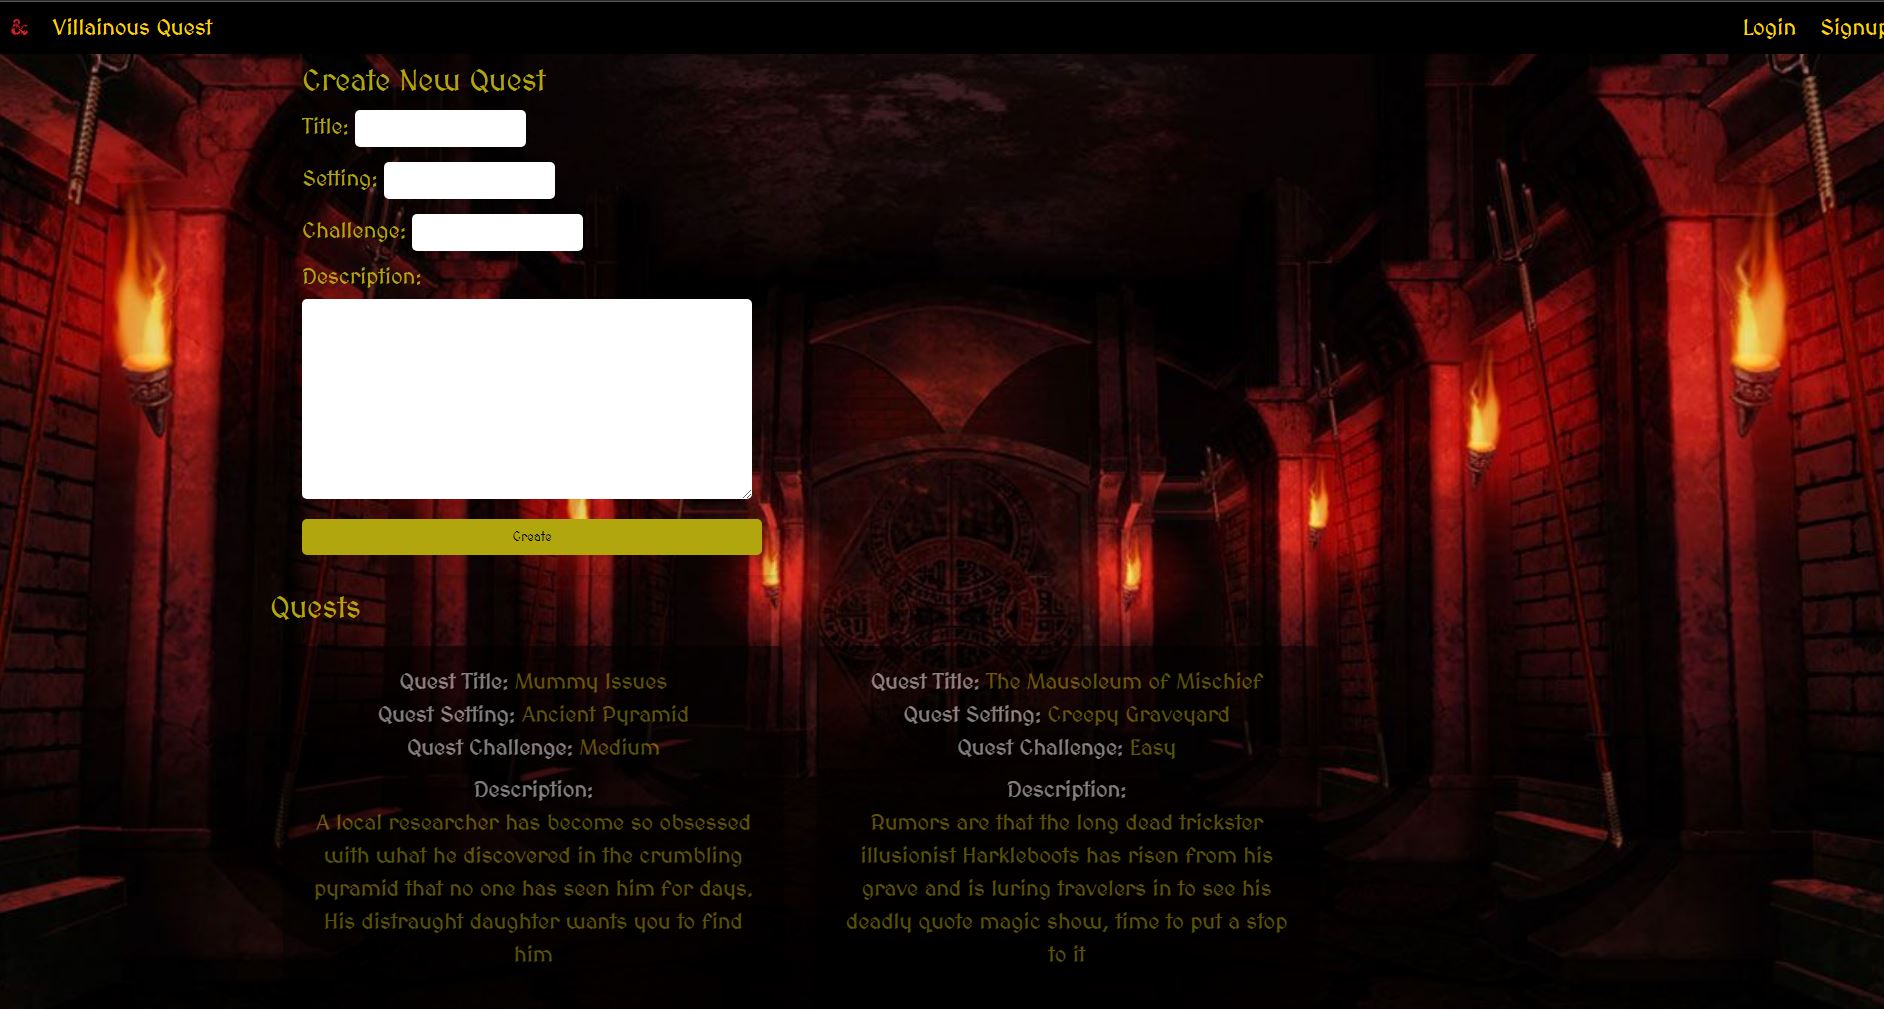 & Villainous Quest Login Signup
Create New Quest
Title:
Setting:
Challenge:
Description:
Create
Quests
Quest Title: Mummy Issues
Quest Setting: Ancient Pyramid
Quest Challenge: Medium
Description:
A local researcher has become so obsessed
with what he discovered in the crumbling
pyramid that no one has seen him for days.
His distraught daughter wants you to find
him
Quest Title: The Mausoleum of Mischief
Quest Setting: Creepy Graveyard
Quest Challenge: Easy
Description:
Rumors are that the long dead trickster
illusionist Harkleboots has risen from his
grave and is luring travelers in to see his
deadly quote magic show, time to put a stop
to it